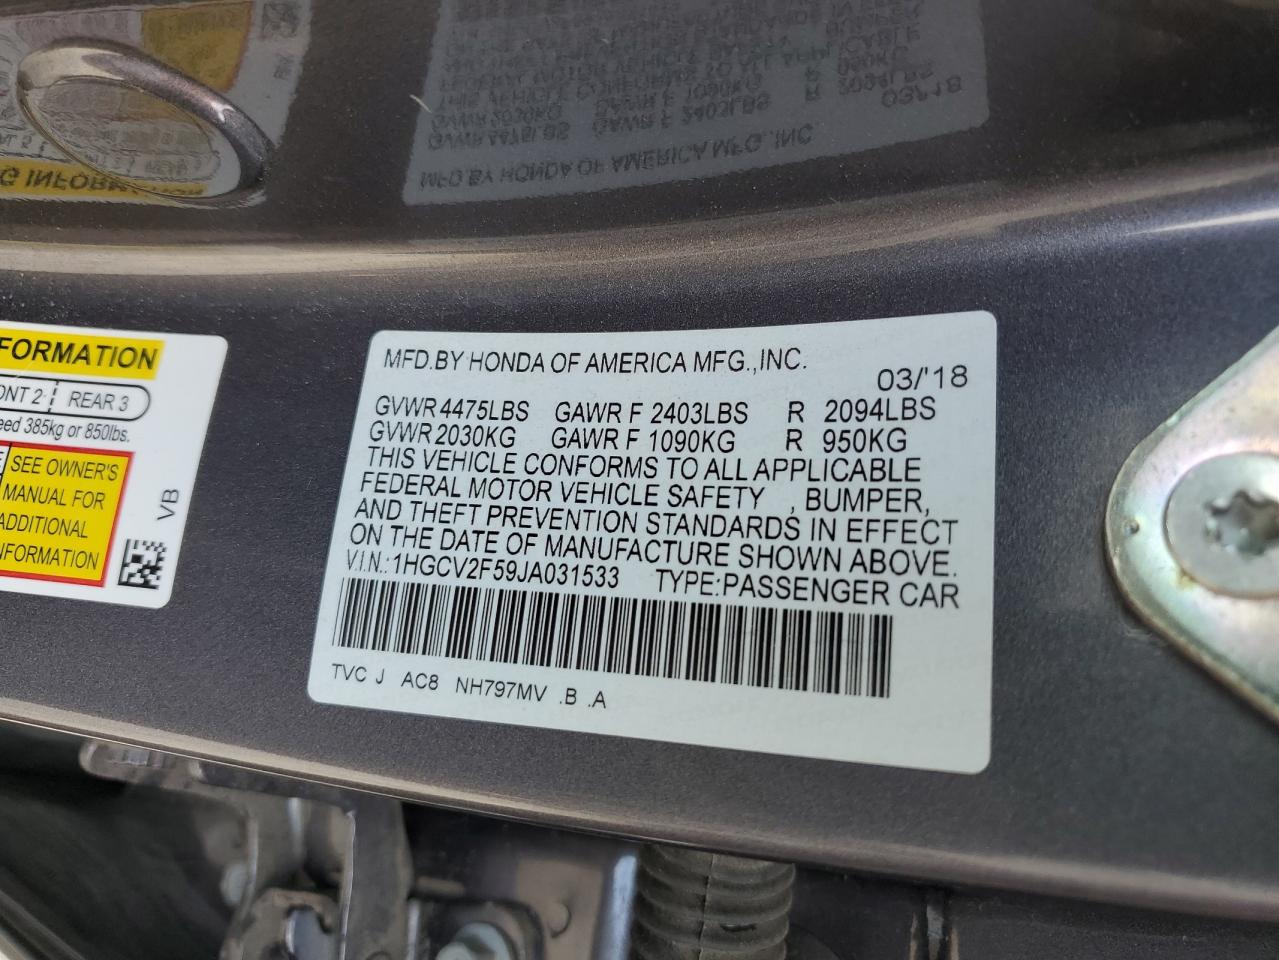 MFD.BY HONDA OF AMERICA MFG.,INC.
03/'18
GVWR 4475LBS GAWR F 2403LBS R 2094LBS
GVWR 2030KG GAWR F 1090KG R 950KG
THIS VEHICLE CONFORMS TO ALL APPLICABLE
FEDERAL MOTOR VEHICLE SAFETY , BUMPER,
AND THEFT PREVENTION STANDARDS IN EFFECT
ON THE DATE OF MANUFACTURE SHOWN ABOVE.
V.I.N.: 1HGCV2F59JA031533 TYPE:PASSENGER CAR
TVC J AC8 NH797MV .B .A
FORMATION
ONT 2 REAR 3
eed 385kg or 850lbs.
SEE OWNER'S
MANUAL FOR
ADDITIONAL
INFORMATION
VB